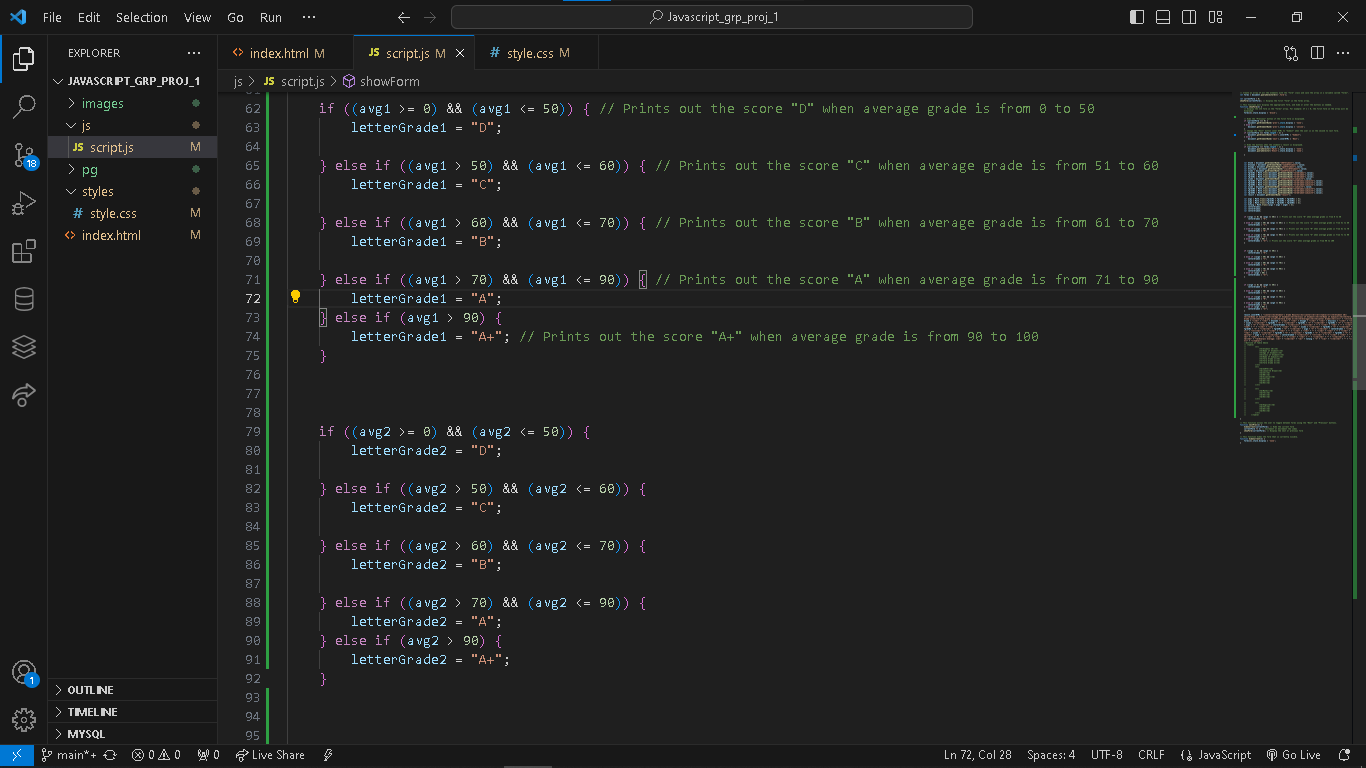 File Edit Selection View Go Run ··· Javascript_grp_proj_1
EXPLORER ···
JAVASCRIPT_GRP_PROJ_1
images
js
JS script.js M
pg
styles
# style.css M
<> index.html M
18
1
OUTLINE
TIMELINE
MYSQL
<> index.html M JS script.js M # style.css M
js > JS script.js > showForm
62 if ((avg1 >= 0) && (avg1 <= 50)) { // Prints out the score "D" when average grade is from 0 to 50
63 letterGrade1 = "D";
64
65 } else if ((avg1 > 50) && (avg1 <= 60)) { // Prints out the score "C" when average grade is from 51 to 60
66 letterGrade1 = "C";
67
68 } else if ((avg1 > 60) && (avg1 <= 70)) { // Prints out the score "B" when average grade is from 61 to 70
69 letterGrade1 = "B";
70
71 } else if ((avg1 > 70) && (avg1 <= 90)) { // Prints out the score "A" when average grade is from 71 to 90
72 letterGrade1 = "A";
73 } else if (avg1 > 90) {
74 letterGrade1 = "A+"; // Prints out the score "A+" when average grade is from 90 to 100
75 }
76
77
78
79 if ((avg2 >= 0) && (avg2 <= 50)) {
80 letterGrade2 = "D";
81
82 } else if ((avg2 > 50) && (avg2 <= 60)) {
83 letterGrade2 = "C";
84
85 } else if ((avg2 > 60) && (avg2 <= 70)) {
86 letterGrade2 = "B";
87
88 } else if ((avg2 > 70) && (avg2 <= 90)) {
89 letterGrade2 = "A";
90 } else if (avg2 > 90) {
91 letterGrade2 = "A+";
92 }
93
94
95
main*+ 0 0 0 Live Share Ln 72, Col 28 Spaces: 4 UTF-8 CRLF {} JavaScript Go Live